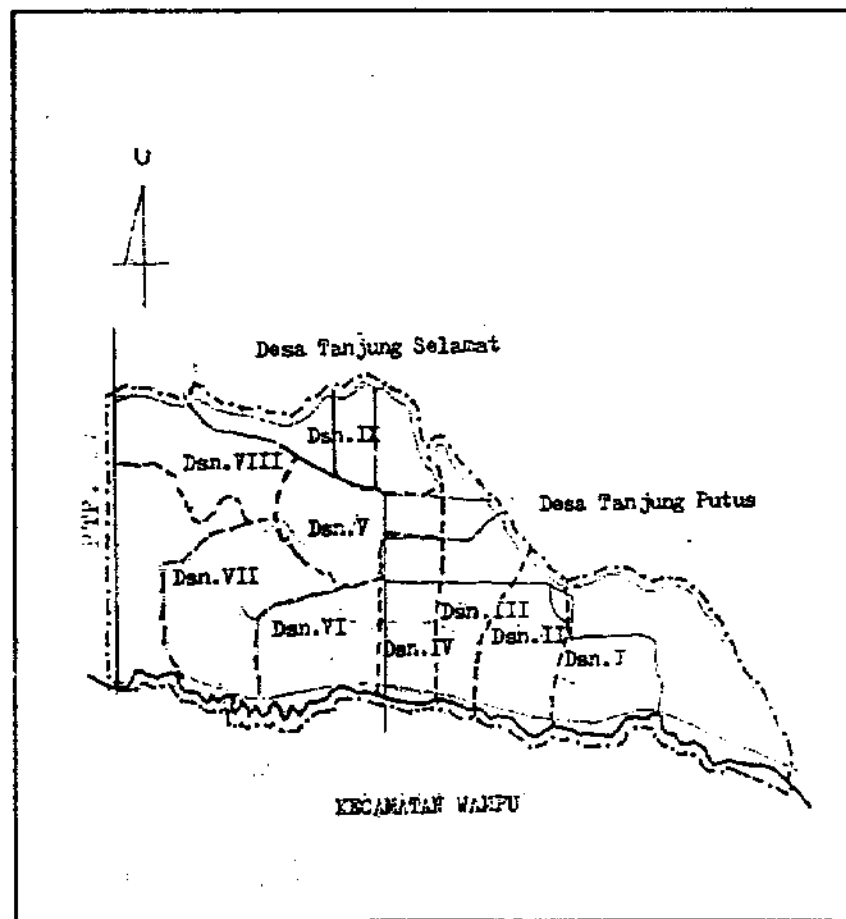 U
Desa Tanjung Selamat
Dsn.IX
Dsn.VIII
PTP.
Desa Tanjung Putus
Dsn.V
Dsn.VII
Dsn.III
Dsn.VI
Dsn.II
Dsn.IV
Dsn.I
KECAMATAN WAMPU